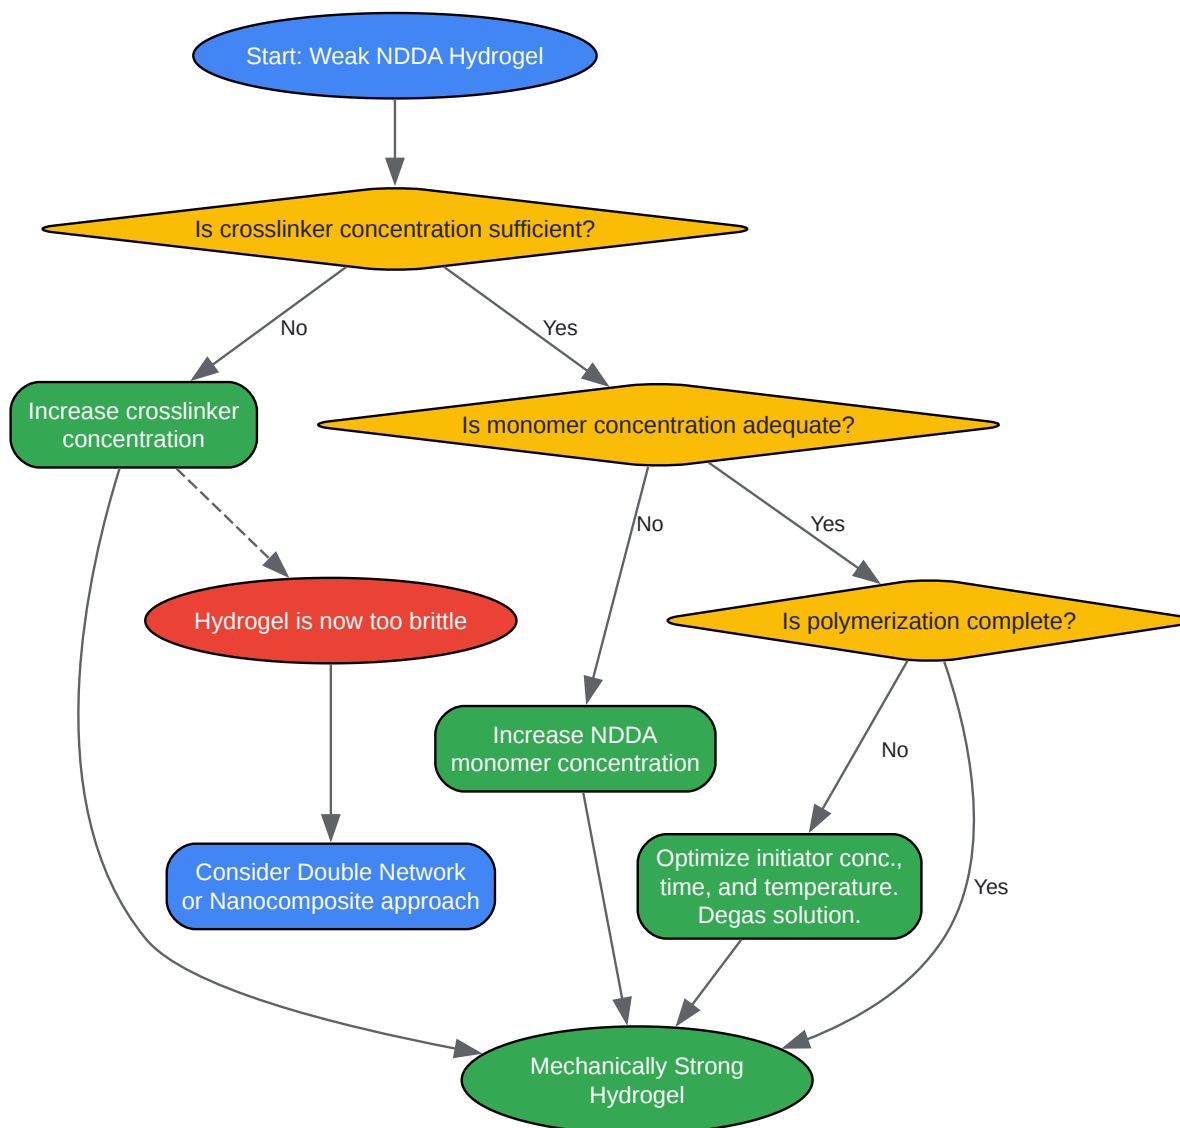 Start: Weak NDDA Hydrogel
Is crosslinker concentration sufficient?
No
Yes
Increase crosslinker
concentration
Is monomer concentration adequate?
No
Yes
Hydrogel is now too brittle
Is polymerization complete?
Increase NDDA
monomer concentration
No
Consider Double Network
or Nanocomposite approach
Optimize initiator conc.,
time, and temperature.
Degas solution.
Yes
Mechanically Strong
Hydrogel